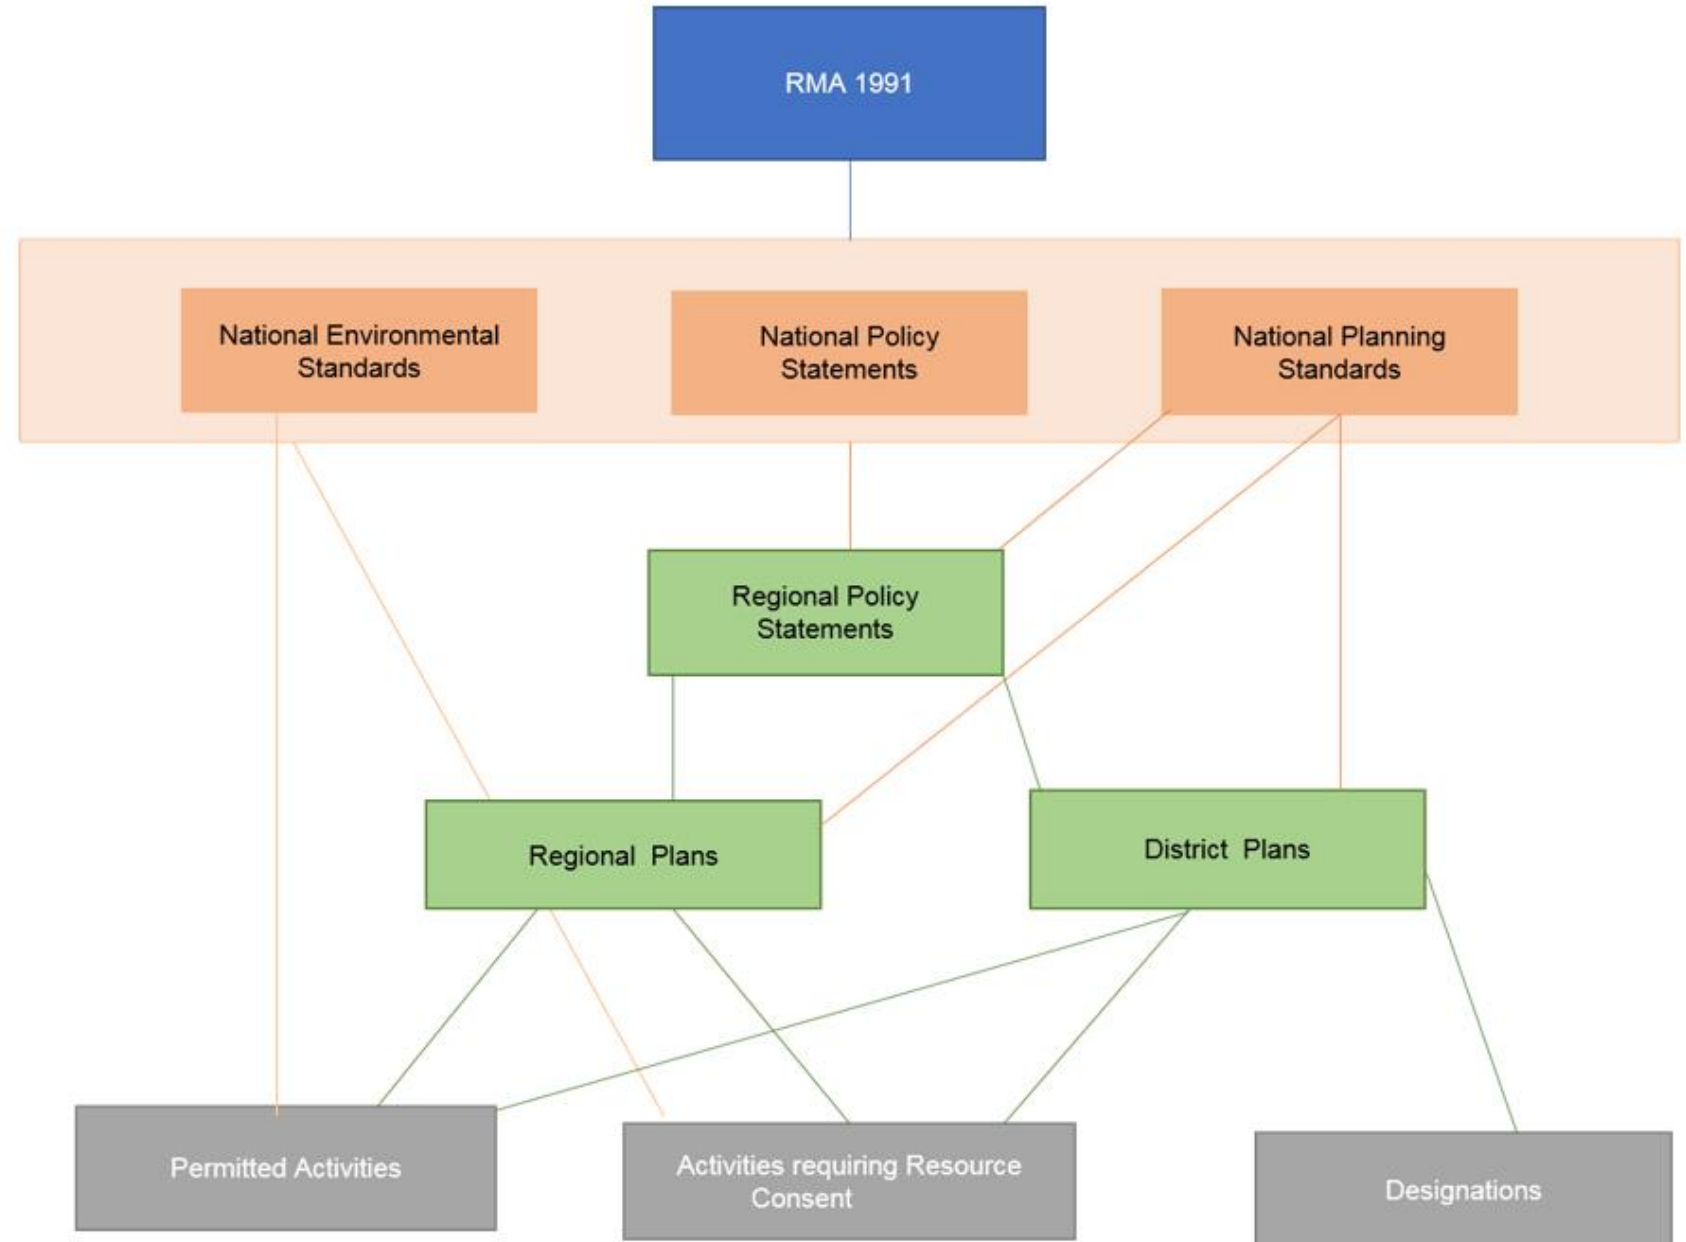 RMA 1991
National Environmental
Standards
National Policy
Statements
National Planning
Standards
Regional Policy
Statements
Regional Plans
District Plans
Permitted Activities
Activities requiring Resource
Consent
Designations